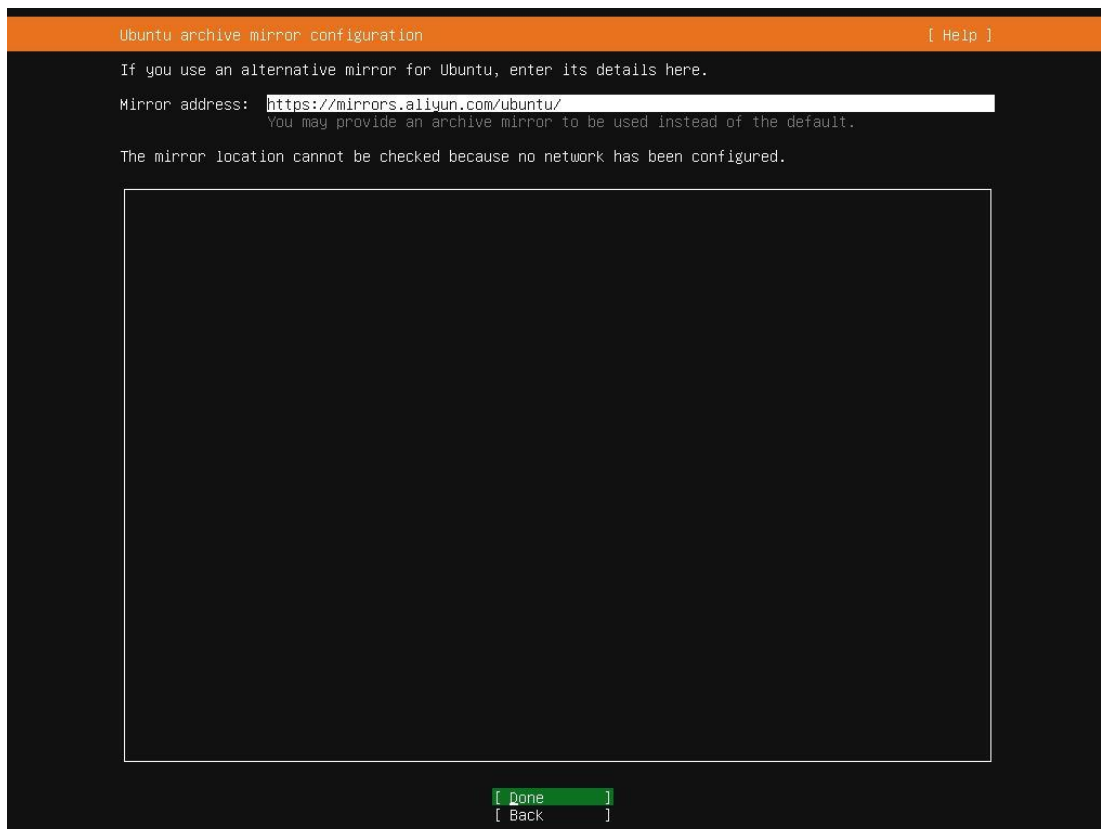 Ubuntu archive mirror configuration [ Help ]
If you use an alternative mirror for Ubuntu, enter its details here.
Mirror address: https://mirrors.aliyun.com/ubuntu/
You may provide an archive mirror to be used instead of the default.
The mirror location cannot be checked because no network has been configured.
[ Done ]
[ Back ]